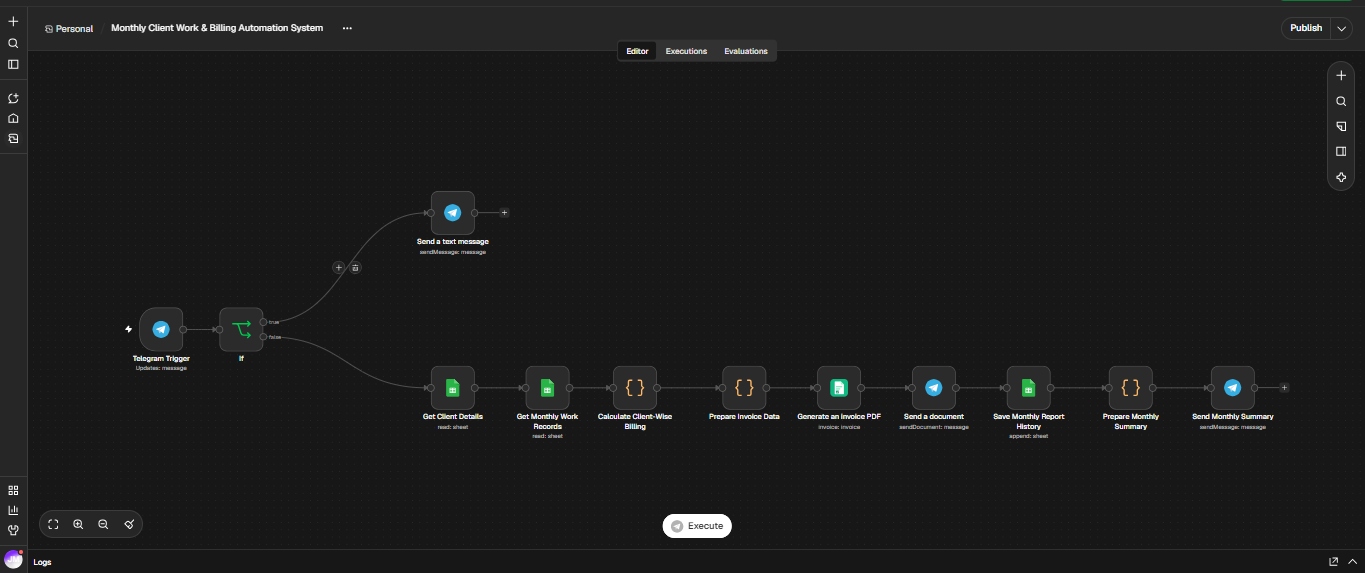 Personal / Monthly Client Work & Billing Automation System ...
Publish
Editor Executions Evaluations
Send a text message
sendMessage: message
true
false
Telegram Trigger
Updates: message
If
Get Client Details
read: sheet
Get Monthly Work
Records
read: sheet
Calculate Client-Wise
Billing
Prepare Invoice Data
Generate an invoice PDF
invoice: invoice
Send a document
sendDocument: message
Save Monthly Report
History
append: sheet
Prepare Monthly
Summary
Send Monthly Summary
sendMessage: message
Execute
Logs